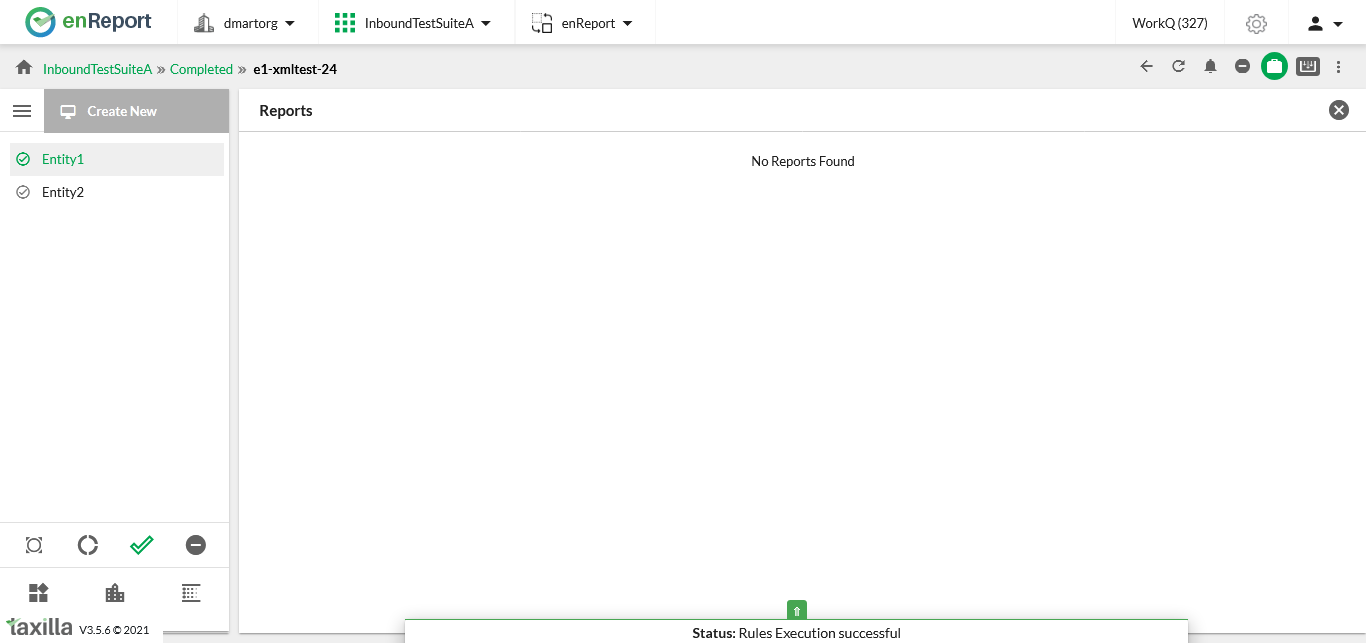 enReport dmartorg InboundTestSuiteA enReport WorkQ (327)
InboundTestSuiteA » Completed » e1-xmltest-24
Create New
Reports
No Reports Found
Entity1
Entity2
taxilla V3.5.6 © 2021
Status: Rules Execution successful